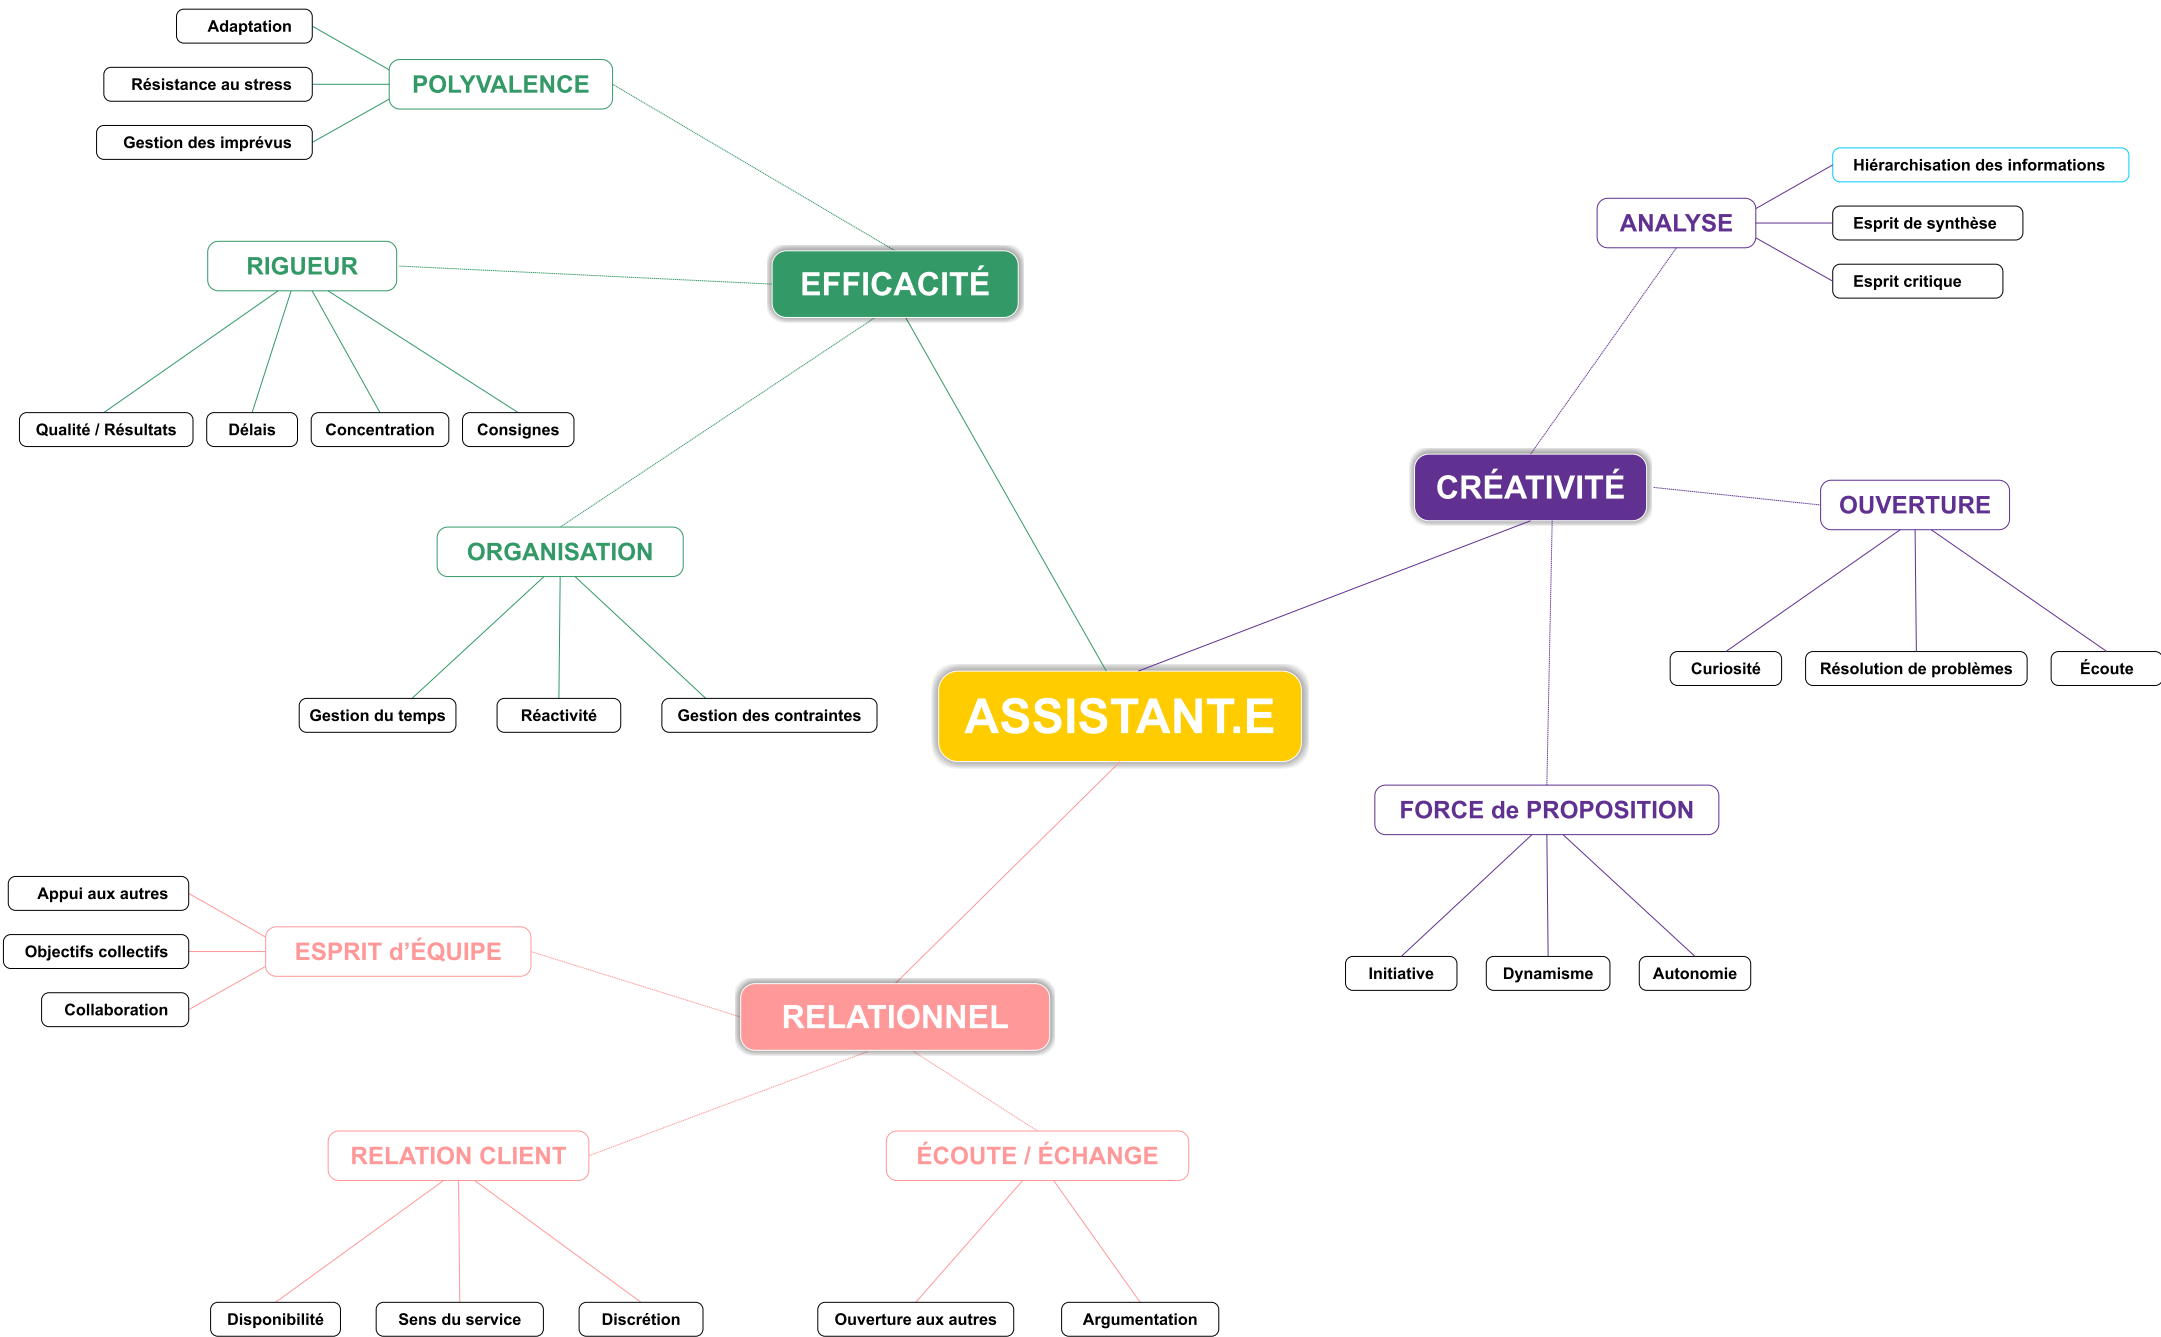 Adaptation
Résistance au stress
Gestion des imprévus
POLYVALENCE
RIGUEUR
Qualité / Résultats
Délais
Concentration
Consignes
EFFICACITÉ
ORGANISATION
Gestion du temps
Réactivité
Gestion des contraintes
Hiérarchisation des informations
ANALYSE
Esprit de synthèse
Esprit critique
CRÉATIVITÉ
OUVERTURE
Curiosité
Résolution de problèmes
Écoute
ASSISTANT.E
FORCE de PROPOSITION
Initiative
Dynamisme
Autonomie
Appui aux autres
Objectifs collectifs
Collaboration
ESPRIT d’ÉQUIPE
RELATIONNEL
RELATION CLIENT
Disponibilité
Sens du service
Discrétion
ÉCOUTE / ÉCHANGE
Ouverture aux autres
Argumentation